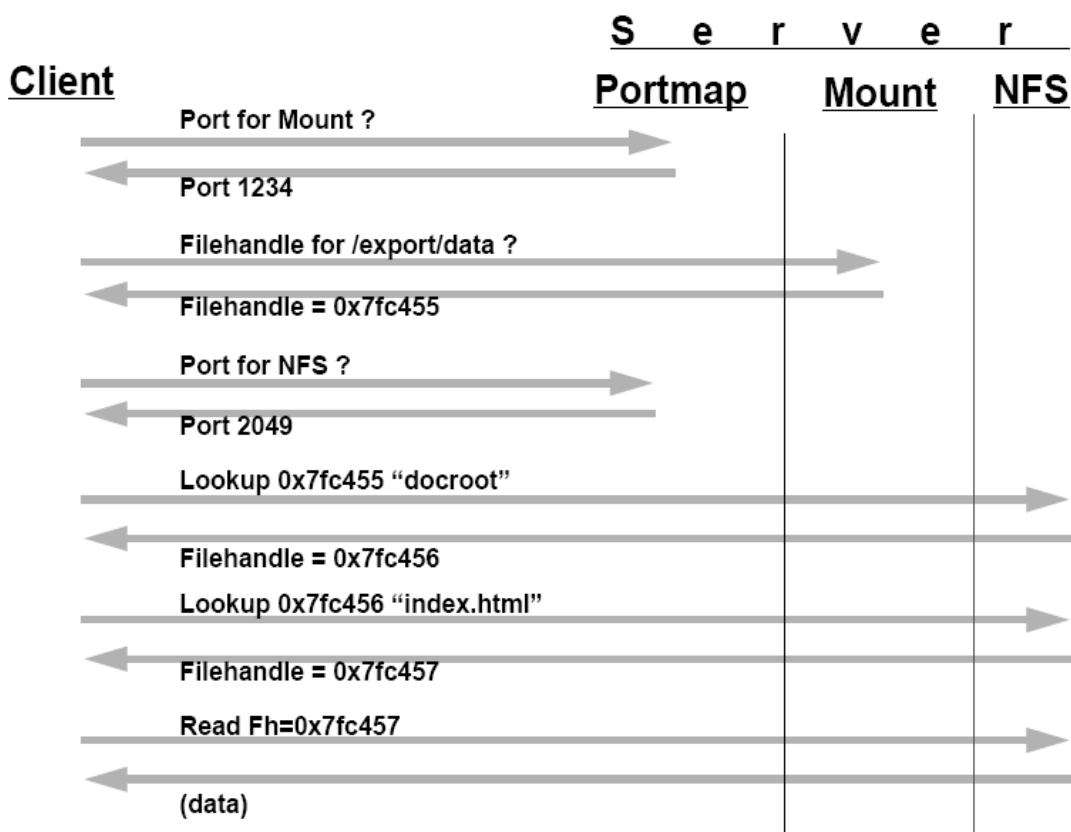 S e r v e r
Client
Portmap Mount NFS
Port for Mount ?
Port 1234
Filehandle for /export/data ?
Filehandle = 0x7fc455
Port for NFS ?
Port 2049
Lookup 0x7fc455 “docroot”
Filehandle = 0x7fc456
Lookup 0x7fc456 “index.html”
Filehandle = 0x7fc457
Read Fh=0x7fc457
(data)